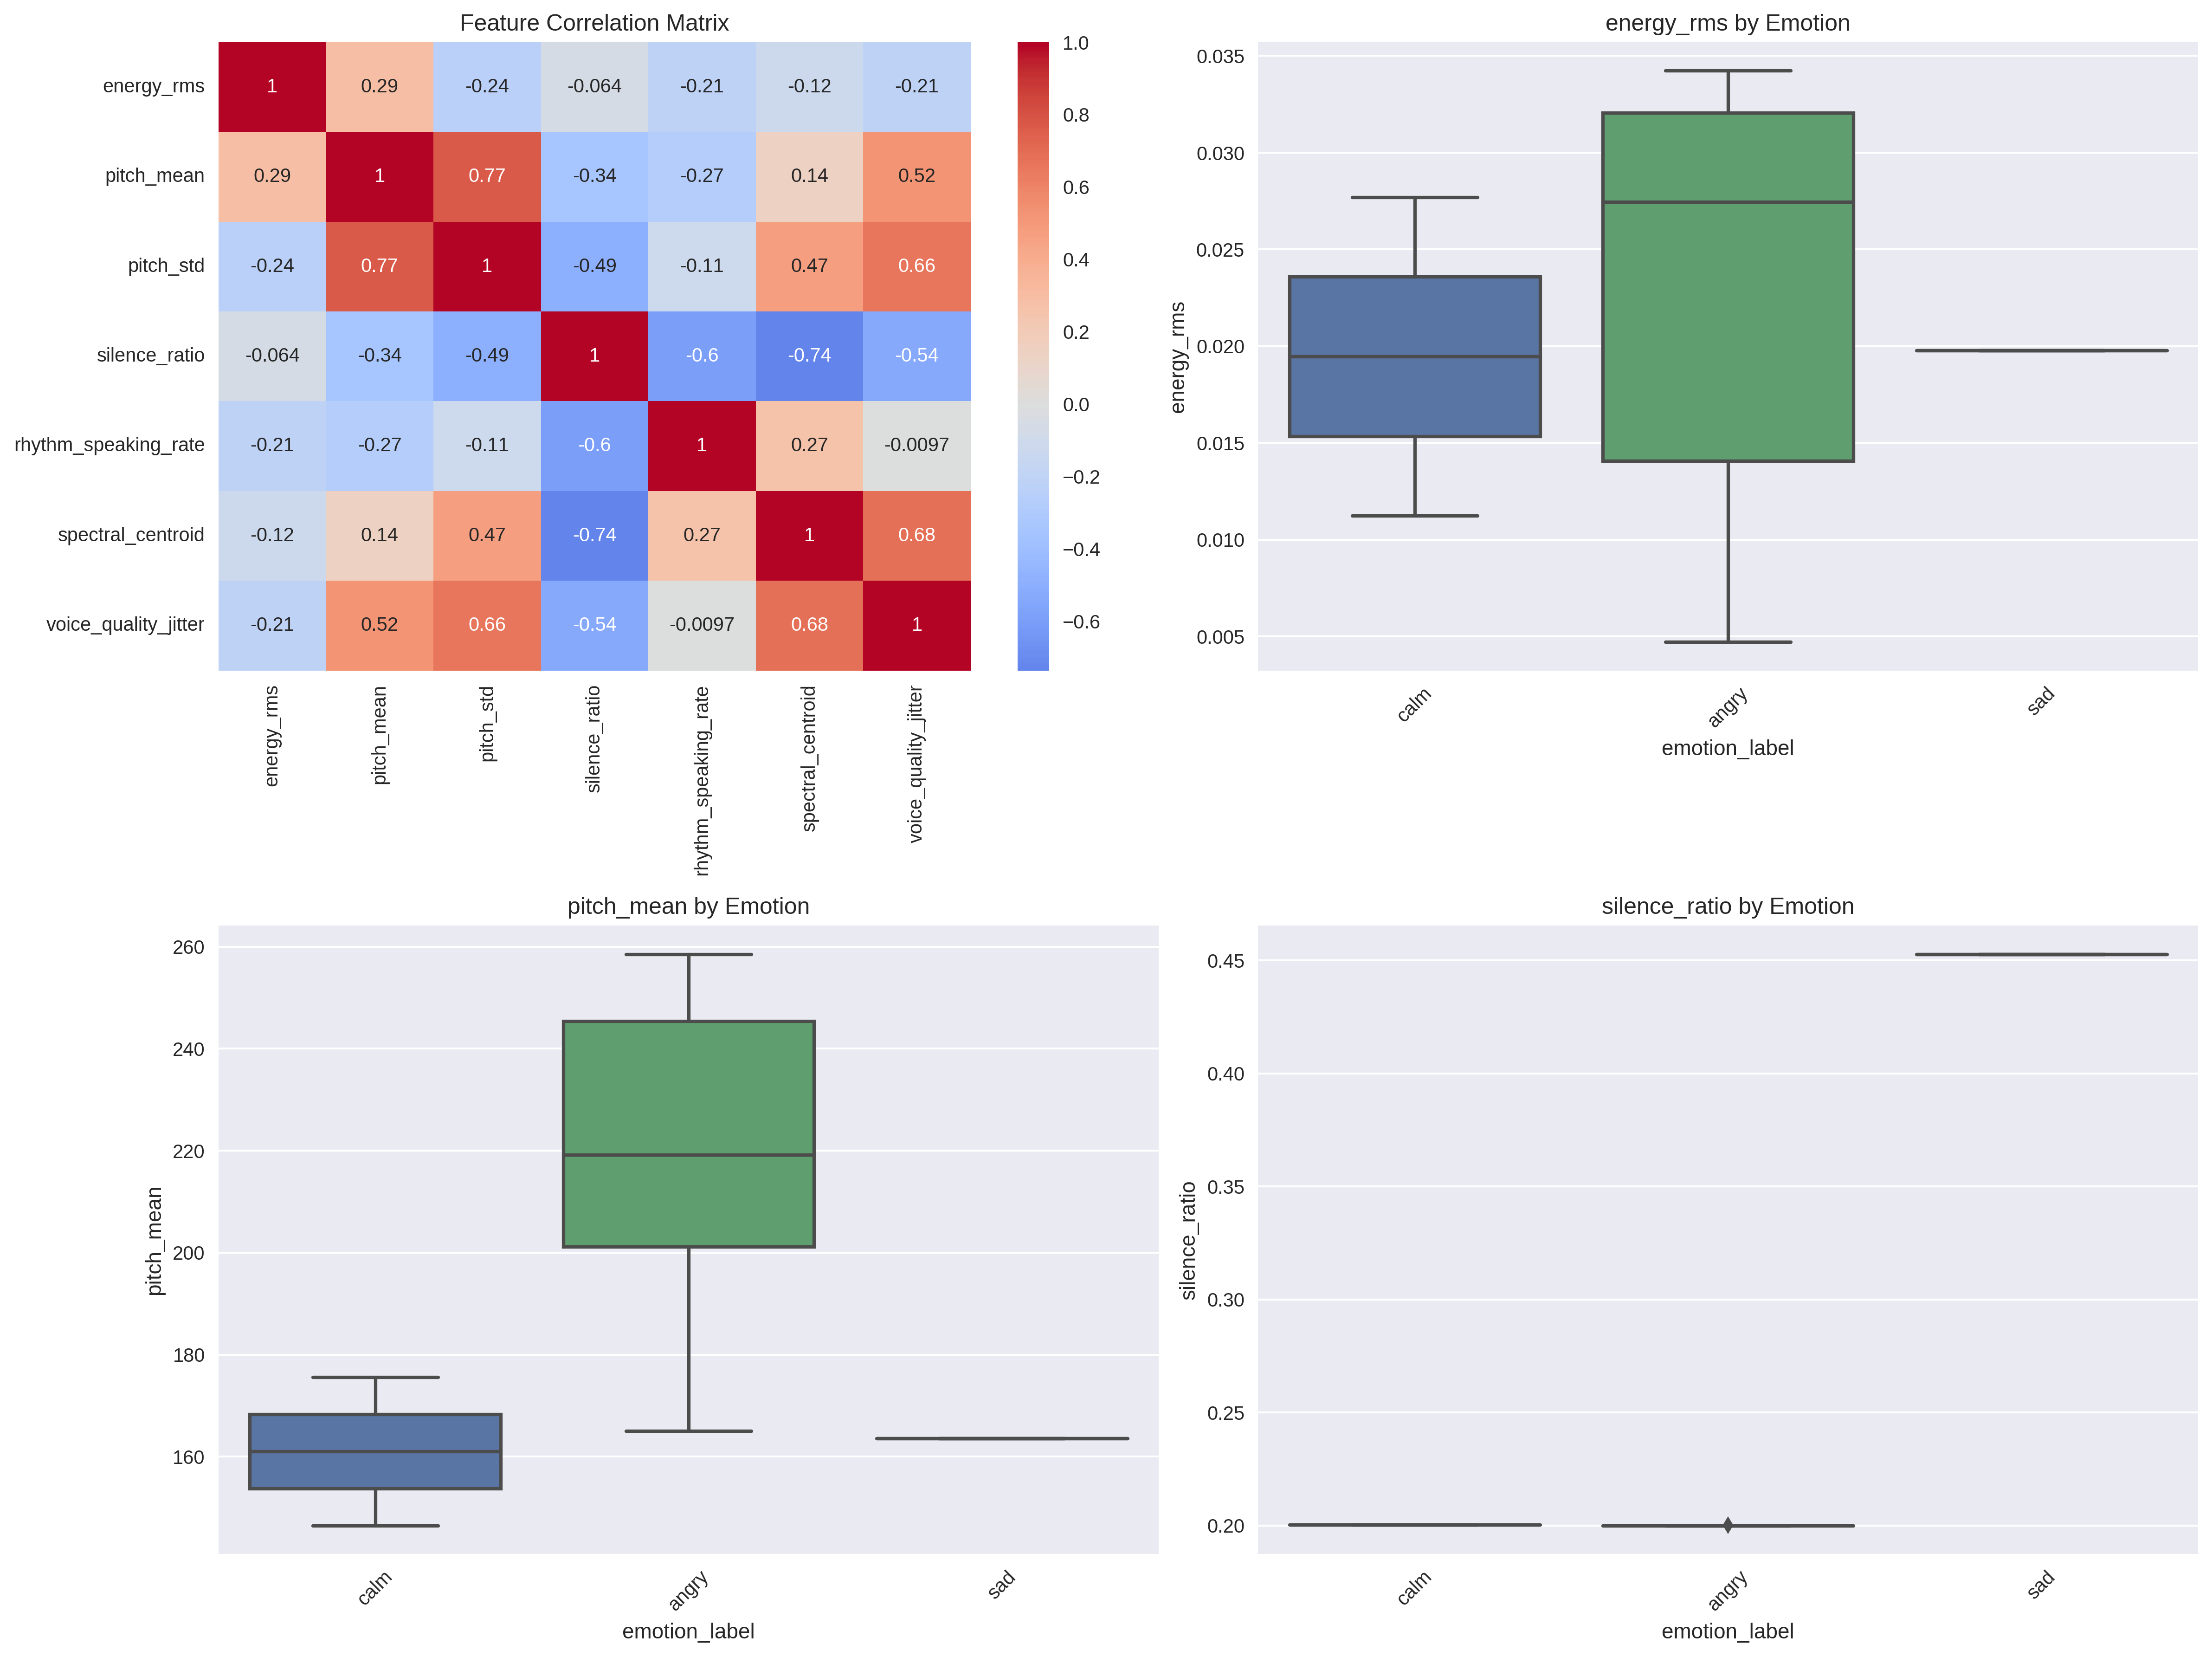 Feature Correlation Matrix
energy_rms 1 0.29 -0.24 -0.064 -0.21 -0.12 -0.21
pitch_mean 0.29 1 0.77 -0.34 -0.27 0.14 0.52
pitch_std -0.24 0.77 1 -0.49 -0.11 0.47 0.66
silence_ratio -0.064 -0.34 -0.49 1 -0.6 -0.74 -0.54
rhythm_speaking_rate -0.21 -0.27 -0.11 -0.6 1 0.27 -0.0097
spectral_centroid -0.12 0.14 0.47 -0.74 0.27 1 0.68
voice_quality_jitter -0.21 0.52 0.66 -0.54 -0.0097 0.68 1
energy_rms
pitch_mean
pitch_std
silence_ratio
rhythm_speaking_rate
spectral_centroid
voice_quality_jitter
1.0
0.8
0.6
0.4
0.2
0.0
−0.2
−0.4
−0.6
energy_rms by Emotion
energy_rms
0.035
0.030
0.025
0.020
0.015
0.010
0.005
calm angry sad
emotion_label
pitch_mean by Emotion
pitch_mean
260
240
220
200
180
160
calm angry sad
emotion_label
silence_ratio by Emotion
silence_ratio
0.45
0.40
0.35
0.30
0.25
0.20
calm angry sad
emotion_label